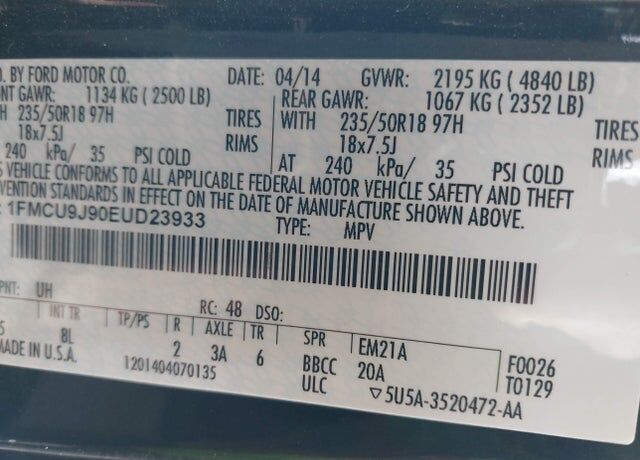 D. BY FORD MOTOR CO. DATE: 04/14 GVWR: 2195 KG ( 4840 LB)
NT GAWR: 1134 KG ( 2500 LB) REAR GAWR: 1067 KG ( 2352 LB)
H 235/50R18 97H TIRES WITH 235/50R18 97H TIRES
18x7.5J RIMS 18x7.5J RIMS
240 kPa/ 35 PSI COLD AT 240 kPa/ 35 PSI COLD
S VEHICLE CONFORMS TO ALL APPLICABLE FEDERAL MOTOR VEHICLE SAFETY AND THEFT
VENTION STANDARDS IN EFFECT ON THE DATE OF MANUFACTURE SHOWN ABOVE.
: 1FMCU9J90EUD23933 TYPE: MPV
PNT: UH RC: 48 DSO:
INT TR TP/PS R AXLE TR SPR EM21A F0026
5 8L 2 3A 6 BBCC 20A T0129
MADE IN U.S.A. 1201404070135 ULC ▽5U5A-3520472-AA